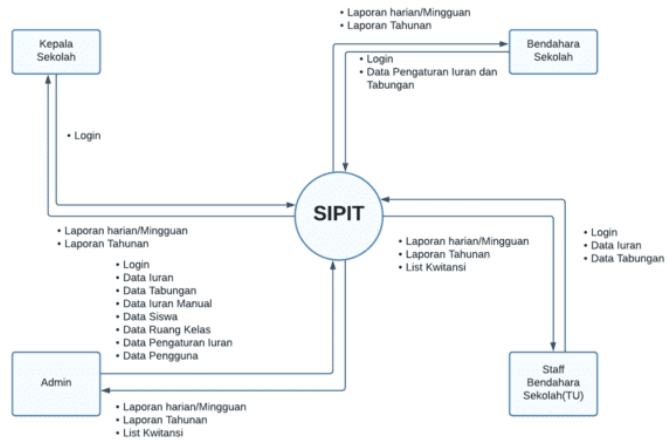 • Laporan harian/Mingguan
• Laporan Tahunan
Kepala
Sekolah
Bendahara
Sekolah
• Login
• Data Pengaturan Iuran dan
Tabungan
• Login
SIPIT
• Laporan harian/Mingguan
• Laporan Tahunan
• Laporan harian/Mingguan
• Laporan Tahunan
• List Kwitansi
• Login
• Data Iuran
• Data Tabungan
• Login
• Data Iuran
• Data Tabungan
• Data Iuran Manual
• Data Siswa
• Data Ruang Kelas
• Data Pengaturan Iuran
• Data Pengguna
Admin
Staff
Bendahara
Sekolah(TU)
• Laporan harian/Mingguan
• Laporan Tahunan
• List Kwitansi